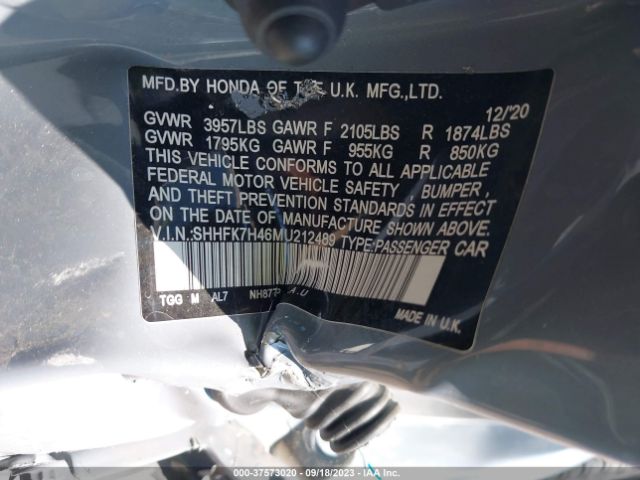 MFD.BY HONDA OF THE U.K. MFG.,LTD.
12/'20
GVWR 3957LBS GAWR F 2105LBS R 1874LBS
GVWR 1795KG GAWR F 955KG R 850KG
THIS VEHICLE CONFORMS TO ALL APPLICABLE
FEDERAL MOTOR VEHICLE SAFETY , BUMPER ,
AND THEFT PREVENTION STANDARDS IN EFFECT
ON THE DATE OF MANUFACTURE SHOWN ABOVE.
V.I.N.:SHHFK7H46MU212489 TYPE:PASSENGER CAR
TGG M AL7 A.U
MADE IN U.K.
000-37573020 - 09/18/2023 - IAA Inc.